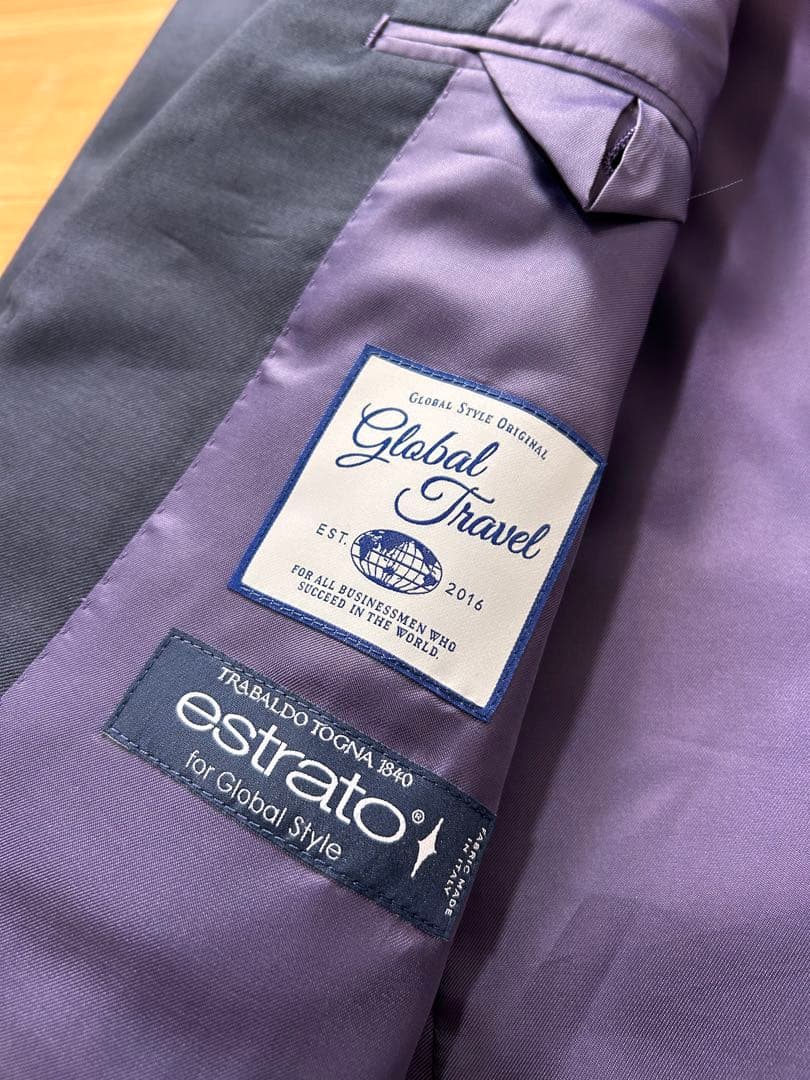 GLOBAL STYLE ORIGINAL
Global
Travel
EST. 2016
FOR ALL BUSINESSMEN WHO
SUCCEED IN THE WORLD.
TRABALDO TOGNA 1840
estrato®
for Global Style
FABRIC MADE
IN ITALY